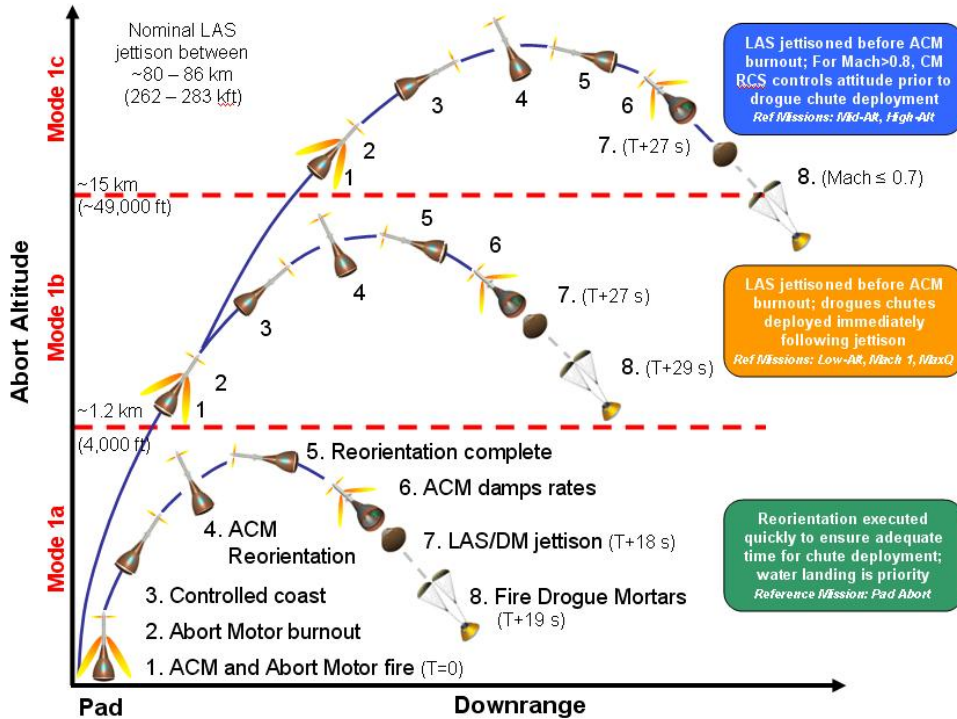 Nominal LAS
jettison between
~80 – 86 km
(262 – 283 kft)
LAS jettisoned before ACM
burnout; For Mach>0.8, CM
RCS controls attitude prior to
drogue chute deployment
Ref Missions: Mid-Alt, High-Alt
Mode 1c
1
2
3
4
5
6
7. (T+27 s)
8. (Mach ≤ 0.7)
~15 km
(~49,000 ft)
Abort Altitude
Mode 1b
LAS jettisoned before ACM
burnout; drogues chutes
deployed immediately
following jettison
Ref Missions: Low-Alt, Mach 1, MaxQ
1
2
3
4
5
6
7. (T+27 s)
8. (T+29 s)
~1.2 km
(4,000 ft)
Mode 1a
5. Reorientation complete
6. ACM damps rates
4. ACM
Reorientation
7. LAS/DM jettison (T+18 s)
3. Controlled coast
8. Fire Drogue Mortars
(T+19 s)
2. Abort Motor burnout
1. ACM and Abort Motor fire (T=0)
Reorientation executed
quickly to ensure adequate
time for chute deployment;
water landing is priority
Reference Mission: Pad Abort
Pad
Downrange